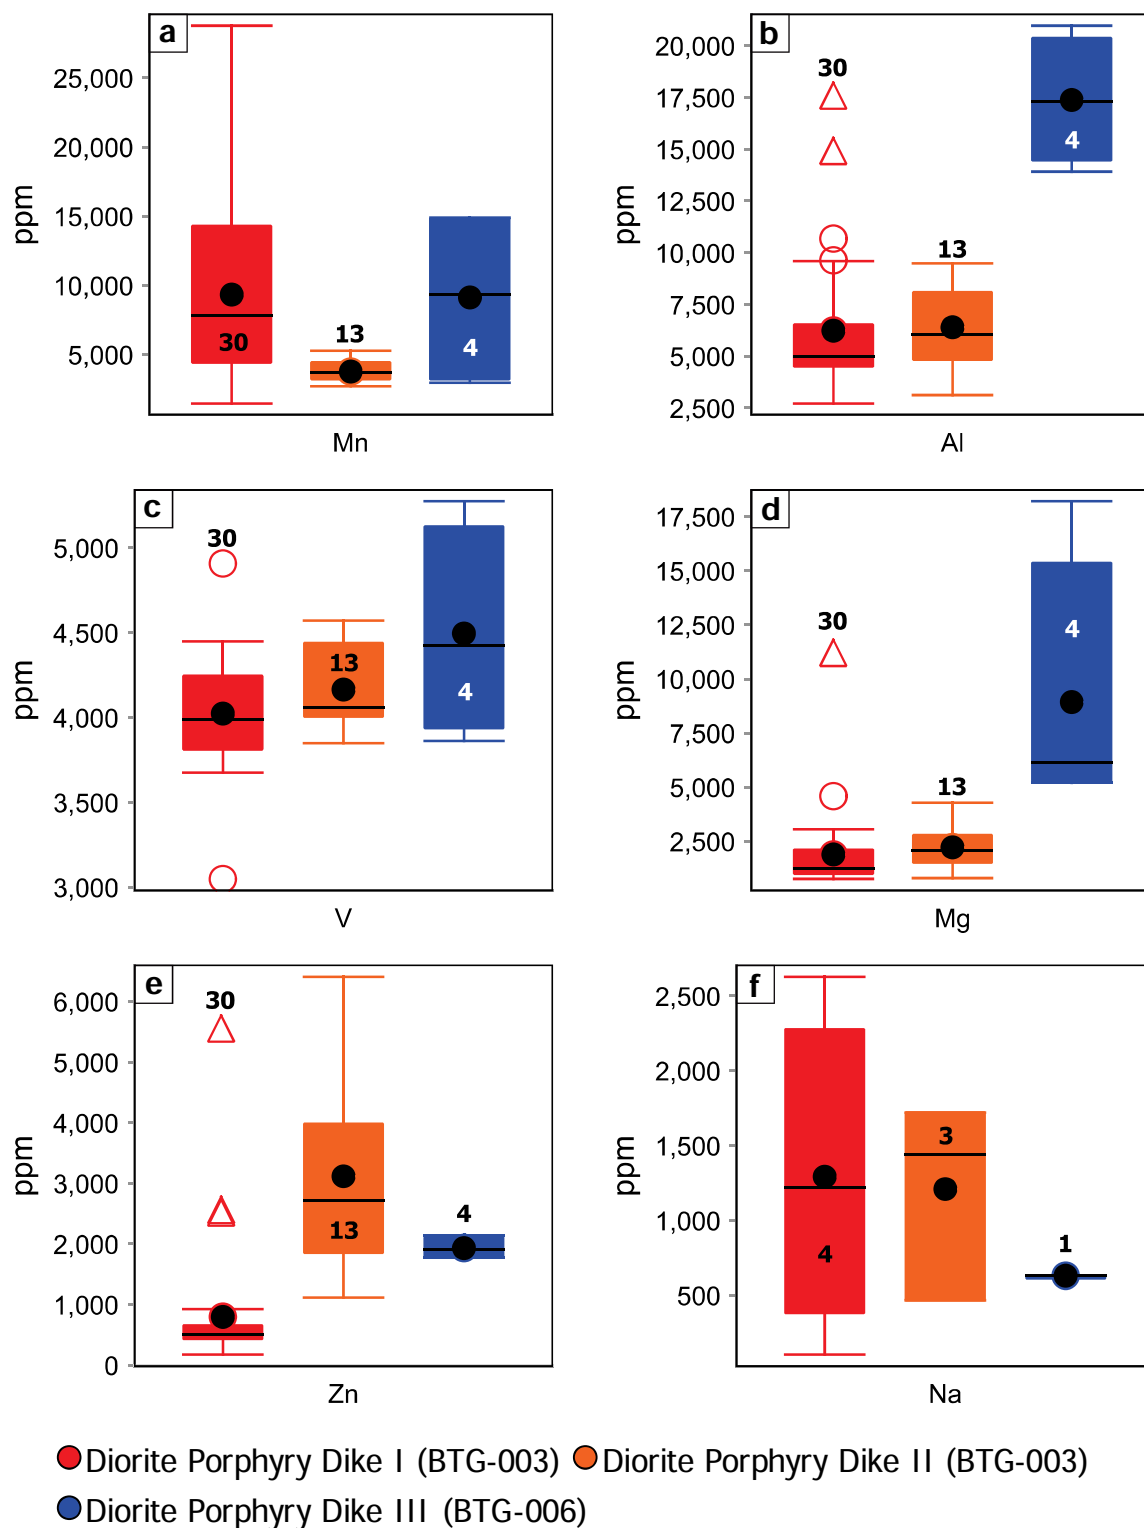 a
25,000
20,000
15,000
10,000
5,000
ppm
30
13
4
Mn
b
20,000
17,500
15,000
12,500
10,000
7,500
5,000
2,500
ppm
30
13
4
Al
c
5,000
4,500
4,000
3,500
3,000
ppm
30
13
4
V
d
17,500
15,000
12,500
10,000
7,500
5,000
2,500
ppm
30
13
4
Mg
e
6,000
5,000
4,000
3,000
2,000
1,000
0
ppm
30
13
4
Zn
f
2,500
2,000
1,500
1,000
500
ppm
4
3
1
Na
Diorite Porphyry Dike I (BTG-003) Diorite Porphyry Dike II (BTG-003)
Diorite Porphyry Dike III (BTG-006)